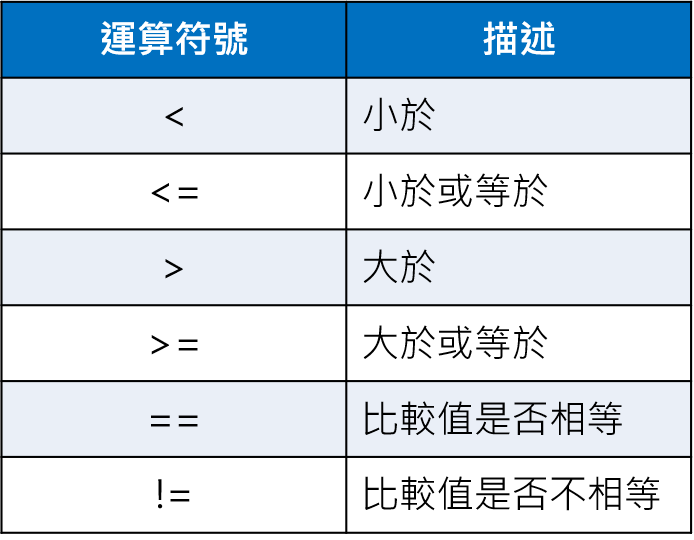 運算符號 描述
< 小於
<= 小於或等於
> 大於
>= 大於或等於
== 比較值是否相等
!= 比較值是否不相等